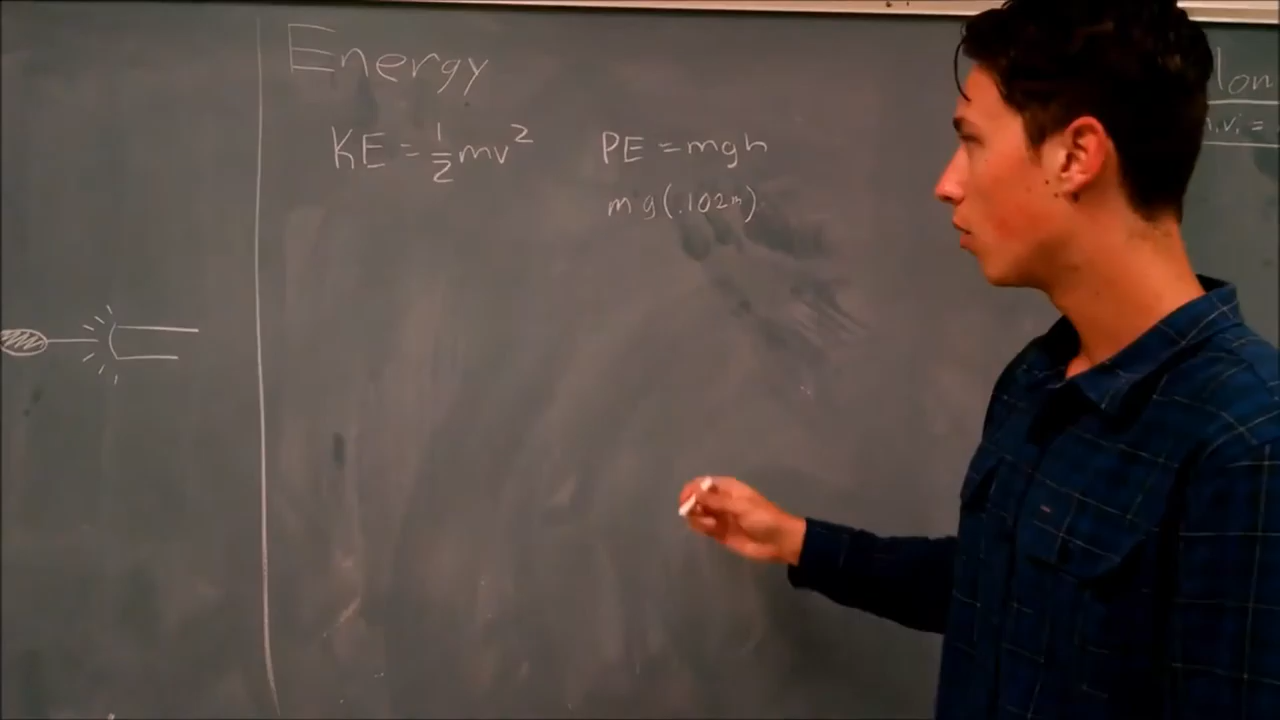 Energy
KE = ½mv² PE = mgh
mg(.102m)